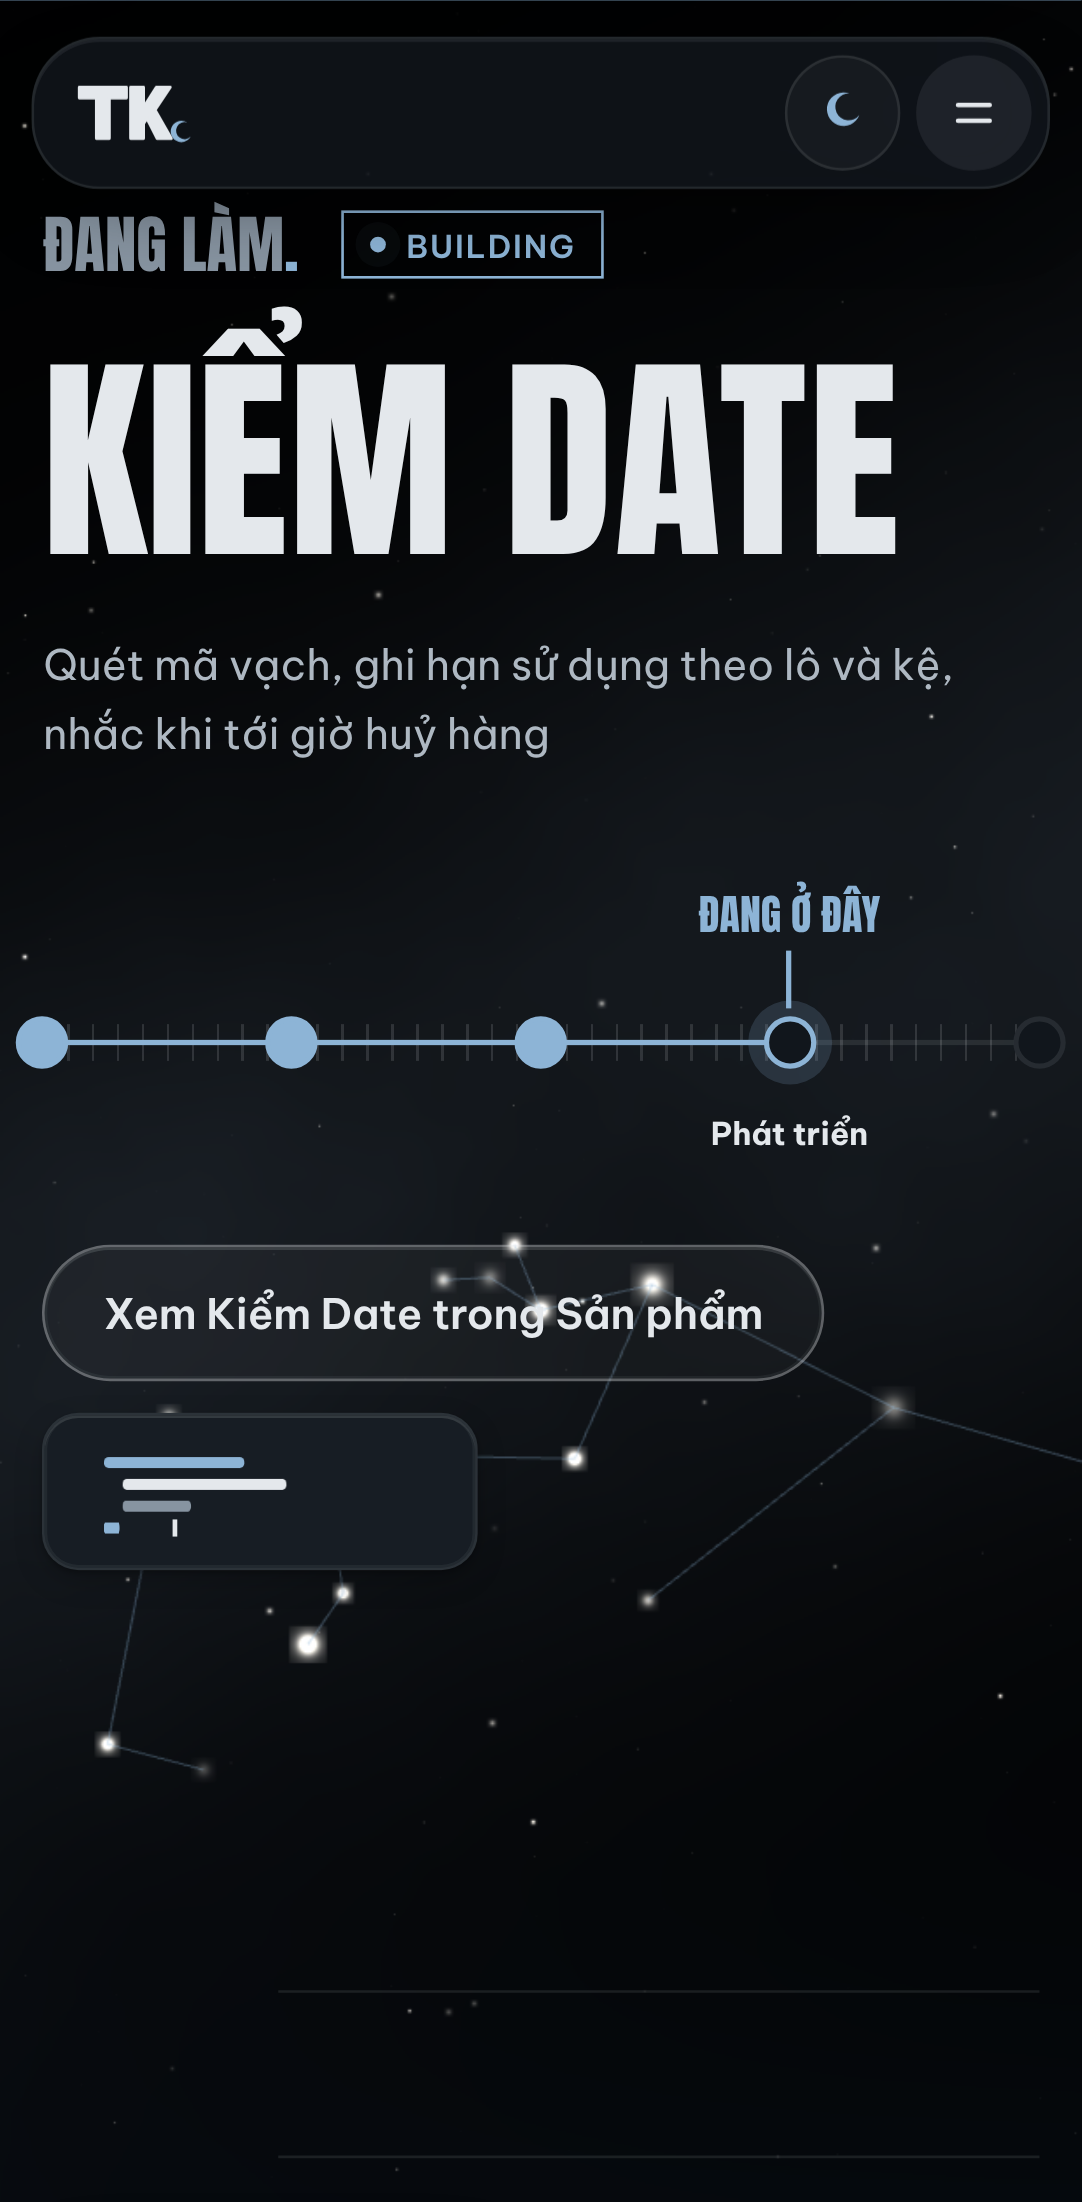 TK
ĐANG LÀM.
BUILDING
KIỂM DATE
Quét mã vạch, ghi hạn sử dụng theo lô và kệ,
nhắc khi tới giờ huỷ hàng
ĐANG Ở ĐÂY
Phát triển
Xem Kiểm Date trong Sản phẩm